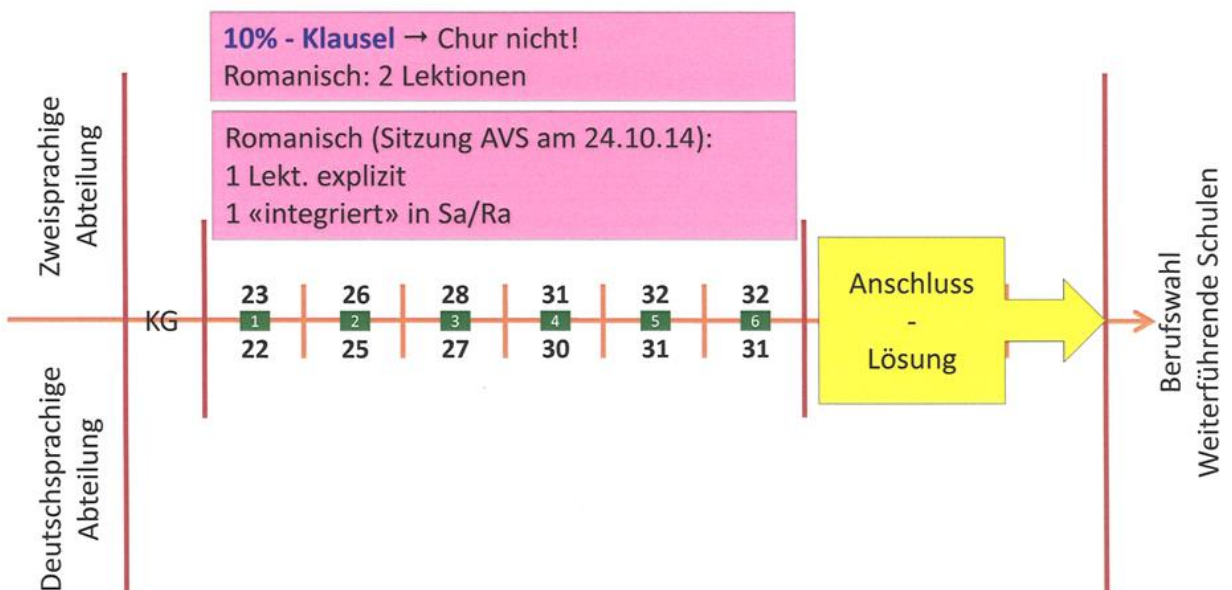 10% - Klausel → Chur nicht!
Romanisch: 2 Lektionen
Romanisch (Sitzung AVS am 24.10.14):
1 Lekt. explizit
1 «integriert» in Sa/Ra
Zweisprachige
Abteilung
KG
23 26 28 31 32 32
1 2 3 4 5 6
22 25 27 30 31 31
Anschluss
-
Lösung
Deutschsprachige
Abteilung
Berufswahl
Weiterführende Schulen